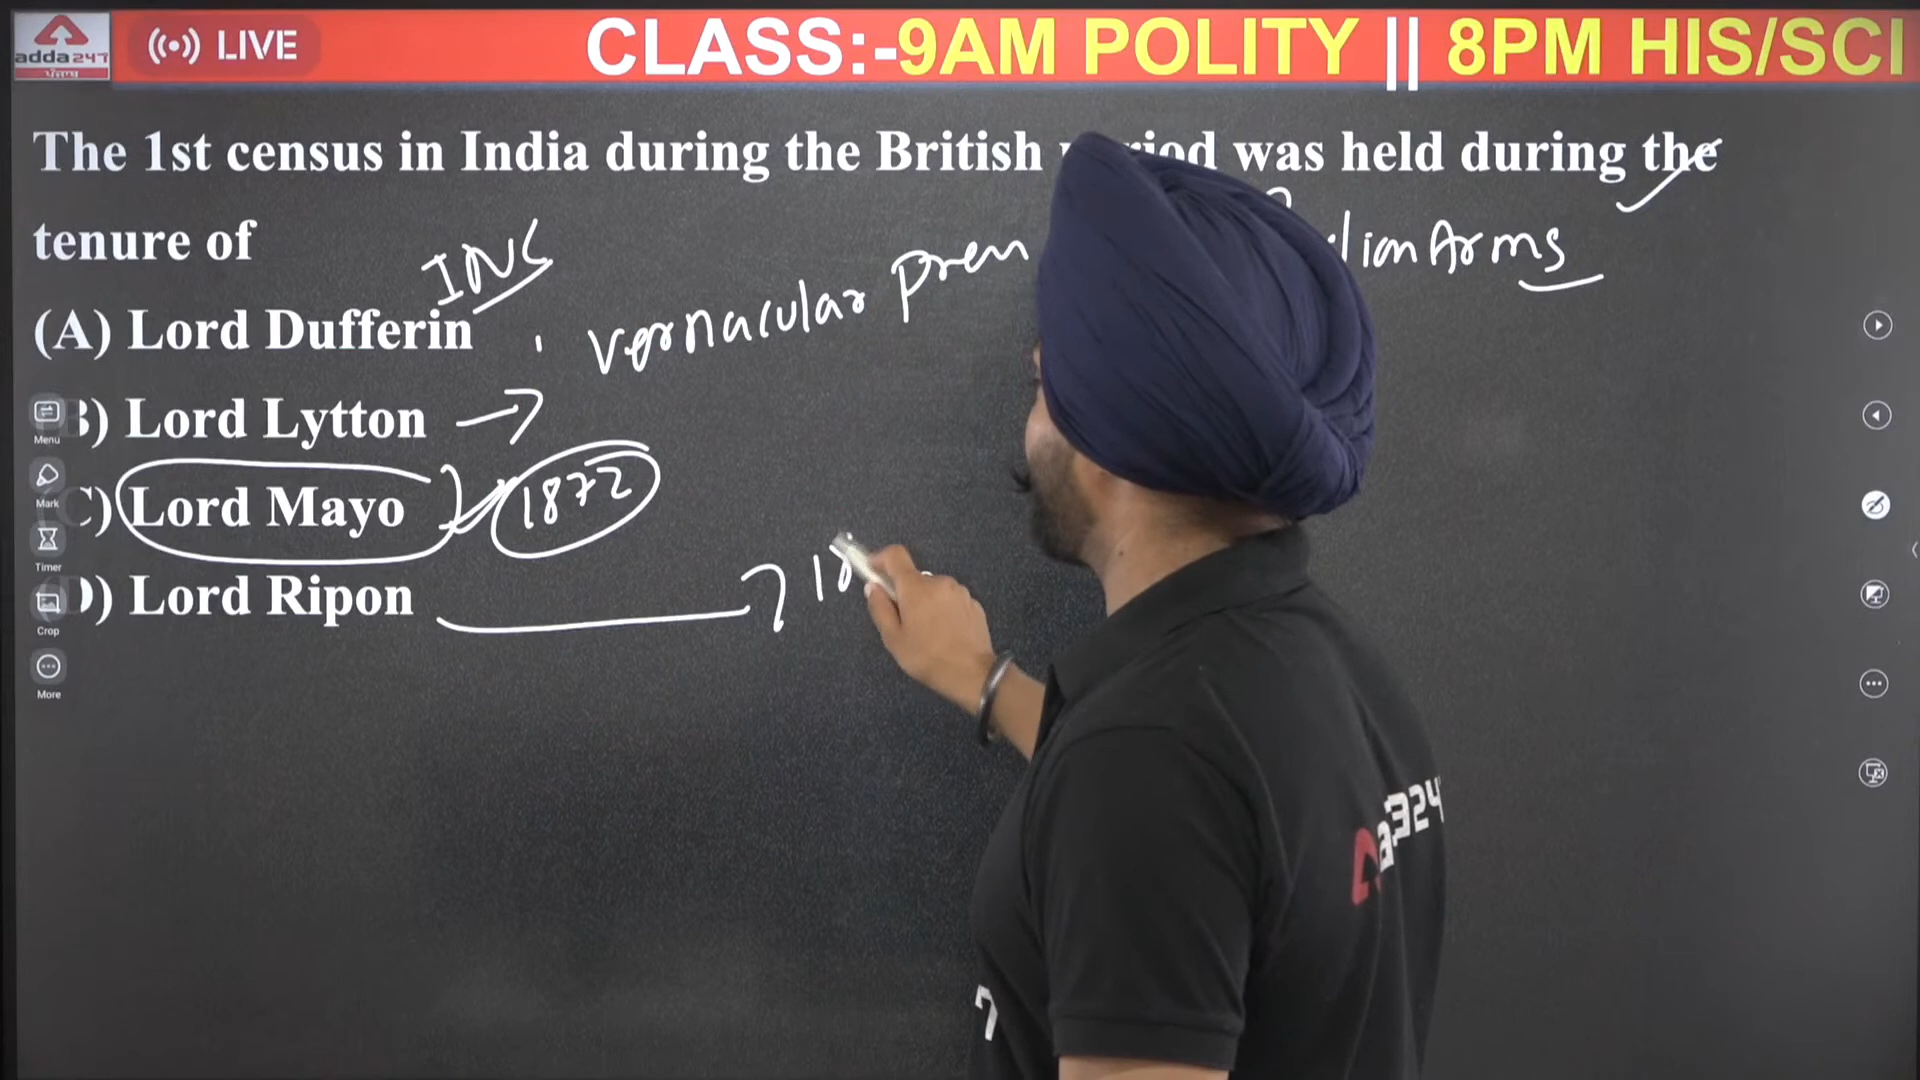 adda247
ਪੰਜਾਬ
LIVE
CLASS:-9AM POLITY || 8PM HIS/SCI
The 1st census in India during the British was held during the
tenure of
INC
(A) Lord Dufferin
vernacular pren
Arms
B) Lord Lytton
C) Lord Mayo
1872
D) Lord Ripon
18
Menu
Mark
Timer
Crop
More